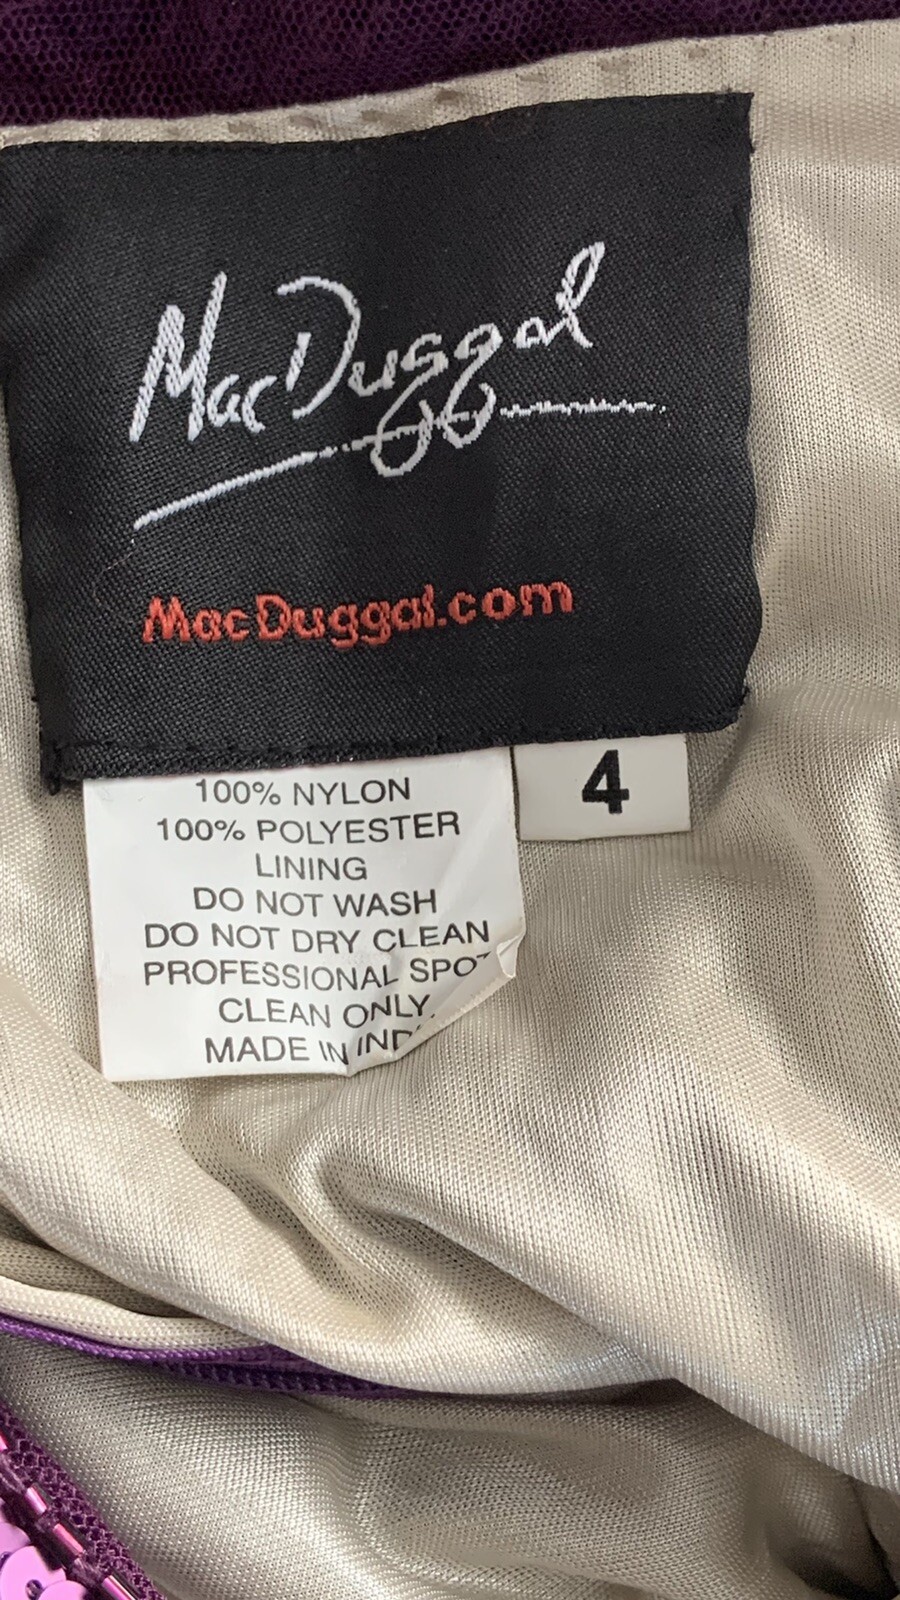 MacDuggal
MacDuggal.com
4
100% NYLON
100% POLYESTER
LINING
DO NOT WASH
DO NOT DRY CLEAN
PROFESSIONAL SPOT
CLEAN ONLY
MADE IN